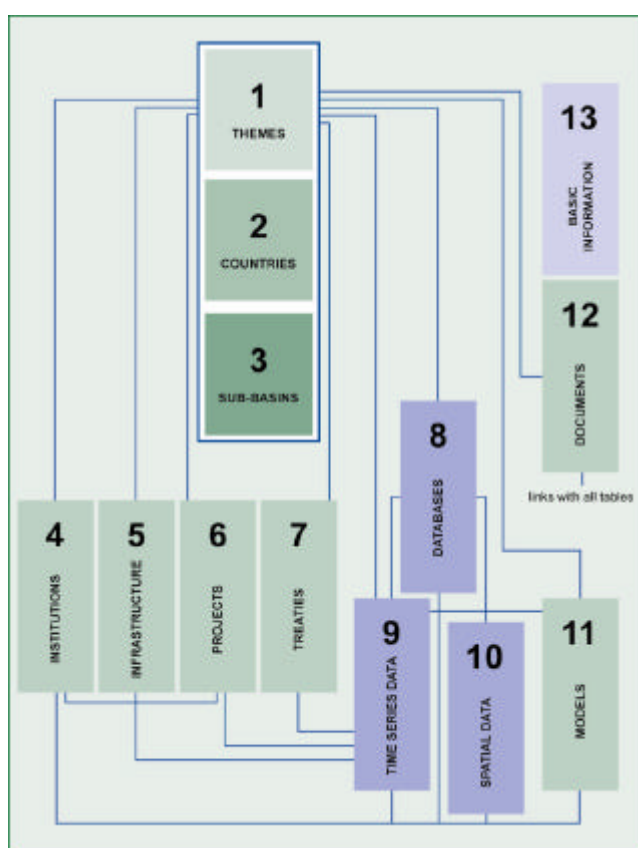 1
THEMES
2
COUNTRIES
3
SUB-BASINS
13
BASIC
INFORMATION
12
DOCUMENTS
links with all tables
8
DATABASES
4
INSTITUTIONS
5
INFRASTRUCTURE
6
PROJECTS
7
TREATIES
9
TIME SERIES DATA
10
SPATIAL DATA
11
MODELS